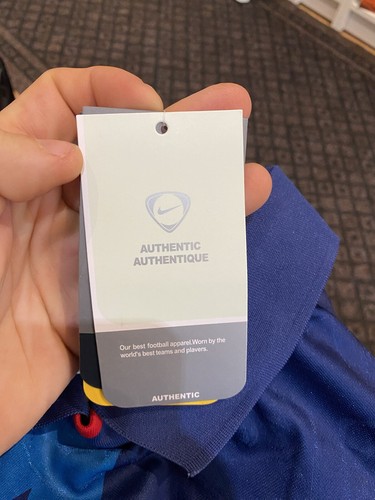 AUTHENTIC
AUTHENTIQUE
Our best football apparel.Worn by the
world's best teams and players.
AUTHENTIC